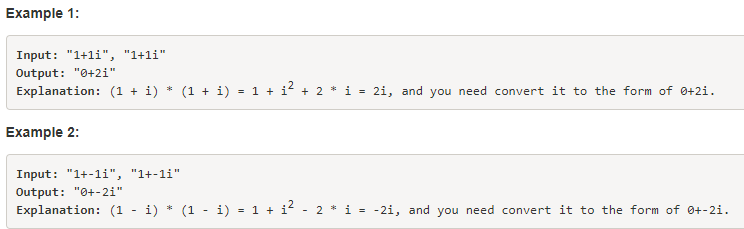 Example 1:
Input: "1+1i", "1+1i"
Output: "0+2i"
Explanation: (1 + i) * (1 + i) = 1 + i² + 2 * i = 2i, and you need convert it to the form of 0+2i.
Example 2:
Input: "1+-1i", "1+-1i"
Output: "0+-2i"
Explanation: (1 - i) * (1 - i) = 1 + i² - 2 * i = -2i, and you need convert it to the form of 0+-2i.